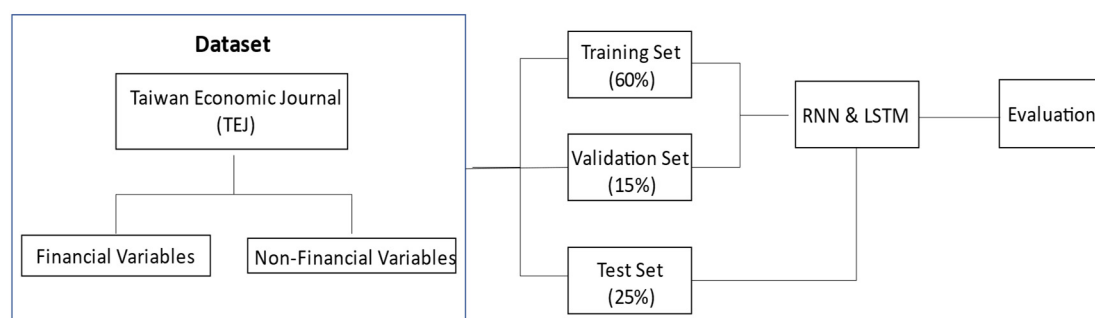 Dataset
Taiwan Economic Journal
(TEJ)
Financial Variables
Non-Financial Variables
Training Set
(60%)
Validation Set
(15%)
Test Set
(25%)
RNN & LSTM
Evaluation